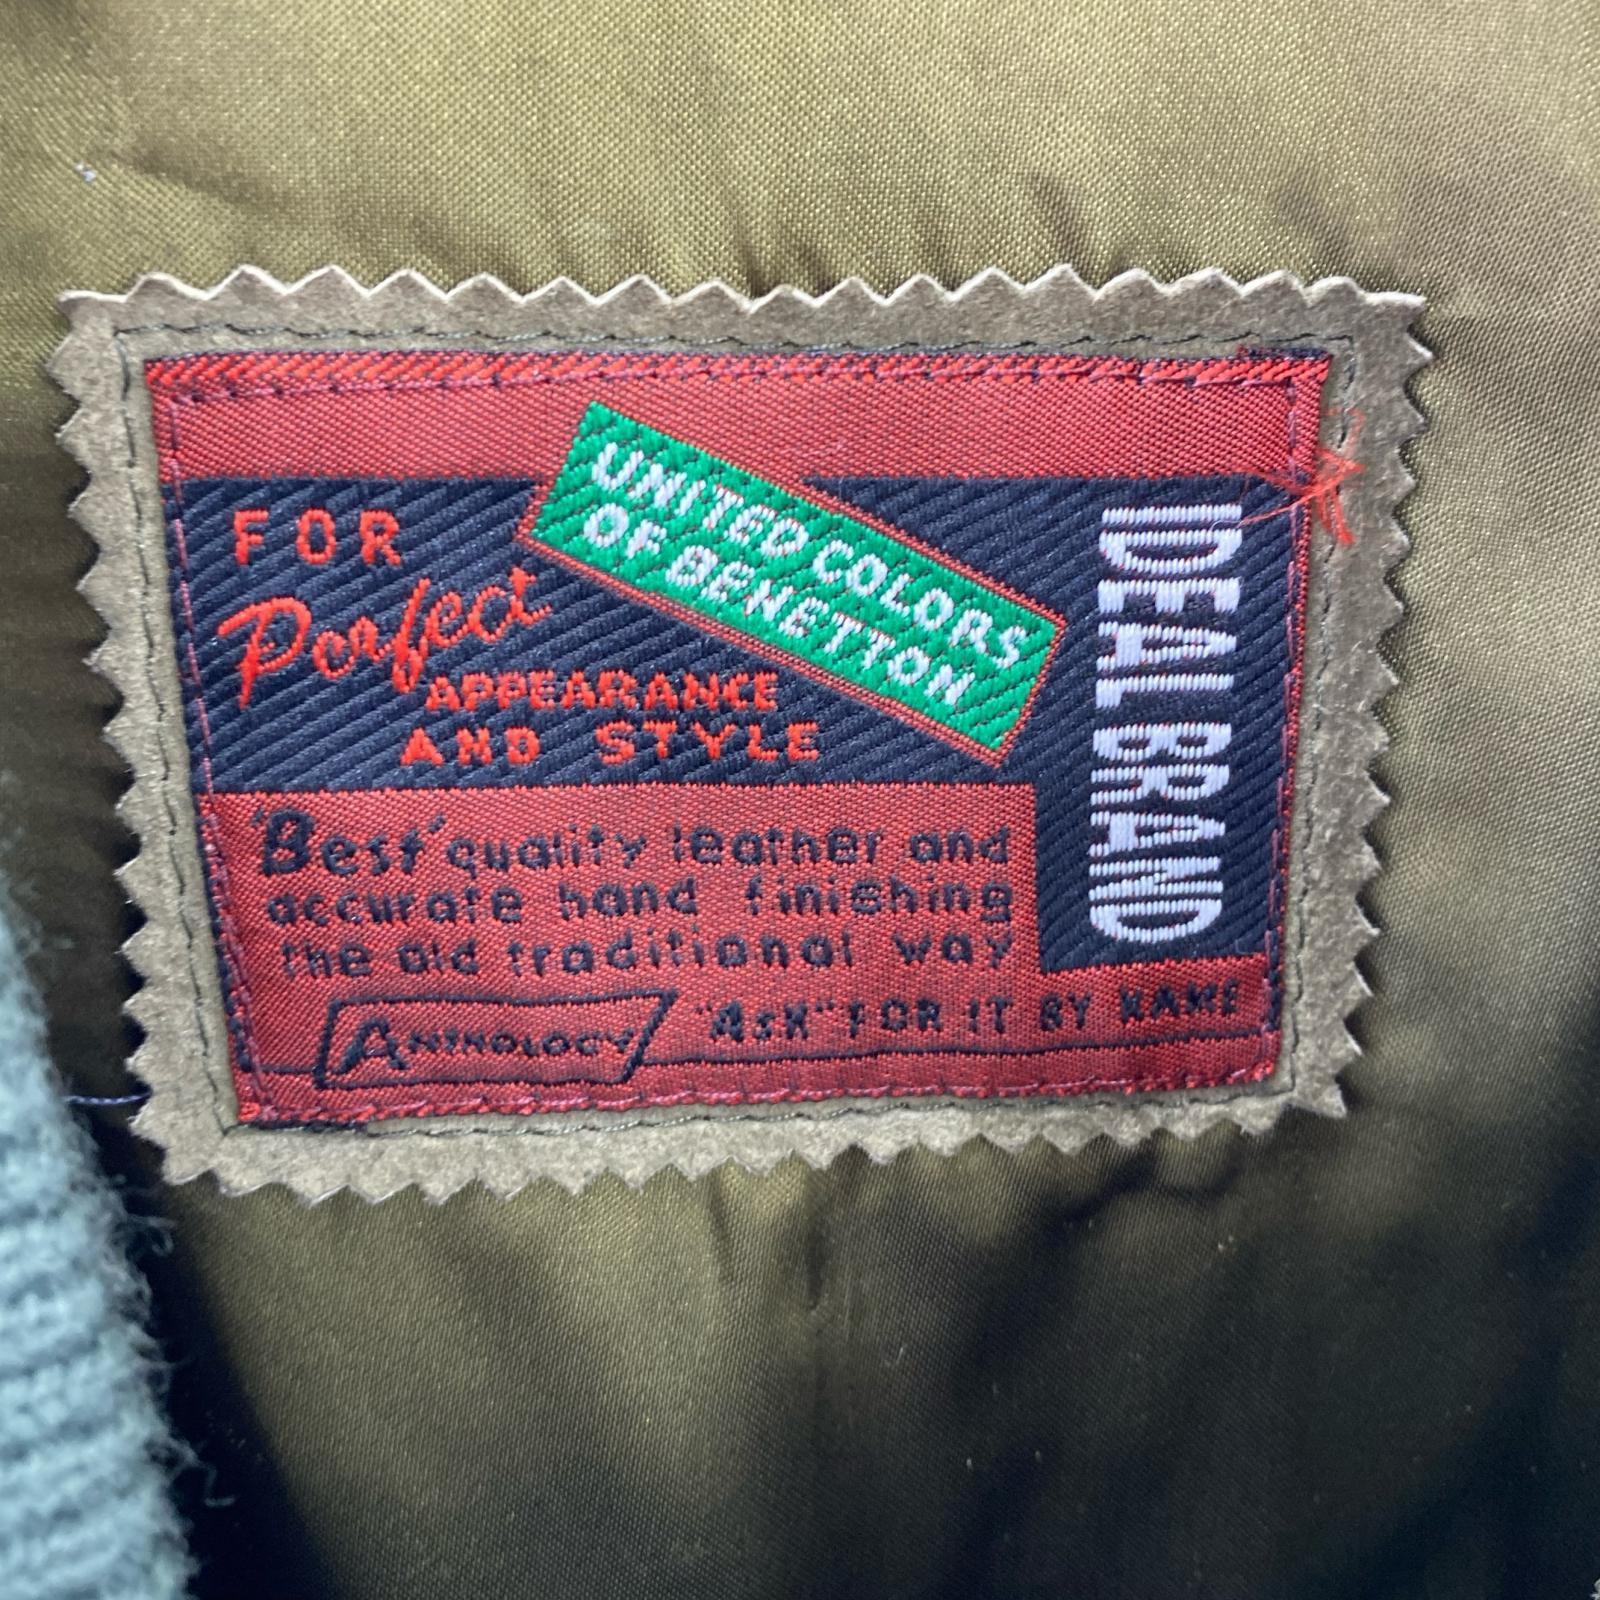 UNITED COLORS
OF BENETTON
FOR
Perfect
APPEARANCE
AND STYLE
IDEAL BRAND
"Best" quality leather and
accurate hand finishing
the old traditional way
ANTHOLOGY
"ASK" FOR IT BY NAME